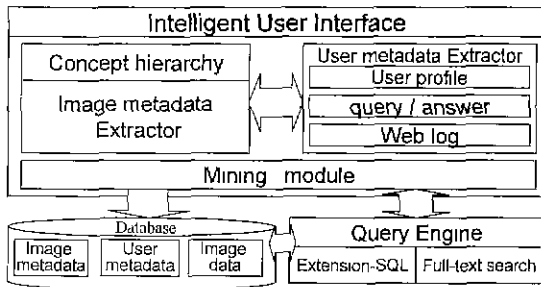 Intelligent User Interface
Concept hierarchy
Image metadata
Extractor
User metadata Extractor
User profile
query / answer
Web log
Mining module
Database
Image
metadata
User
metadata
Image
data
Query Engine
Extension-SQL
Full-text search